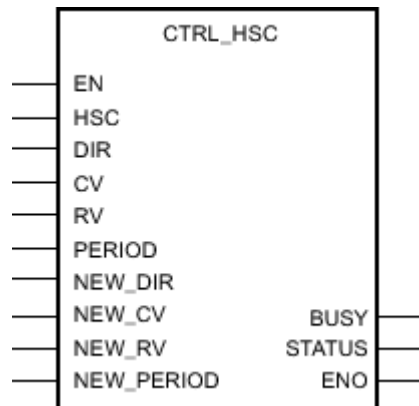 CTRL_HSC
EN
HSC
DIR
CV
RV
PERIOD
NEW_DIR
NEW_CV BUSY
NEW_RV STATUS
NEW_PERIOD ENO